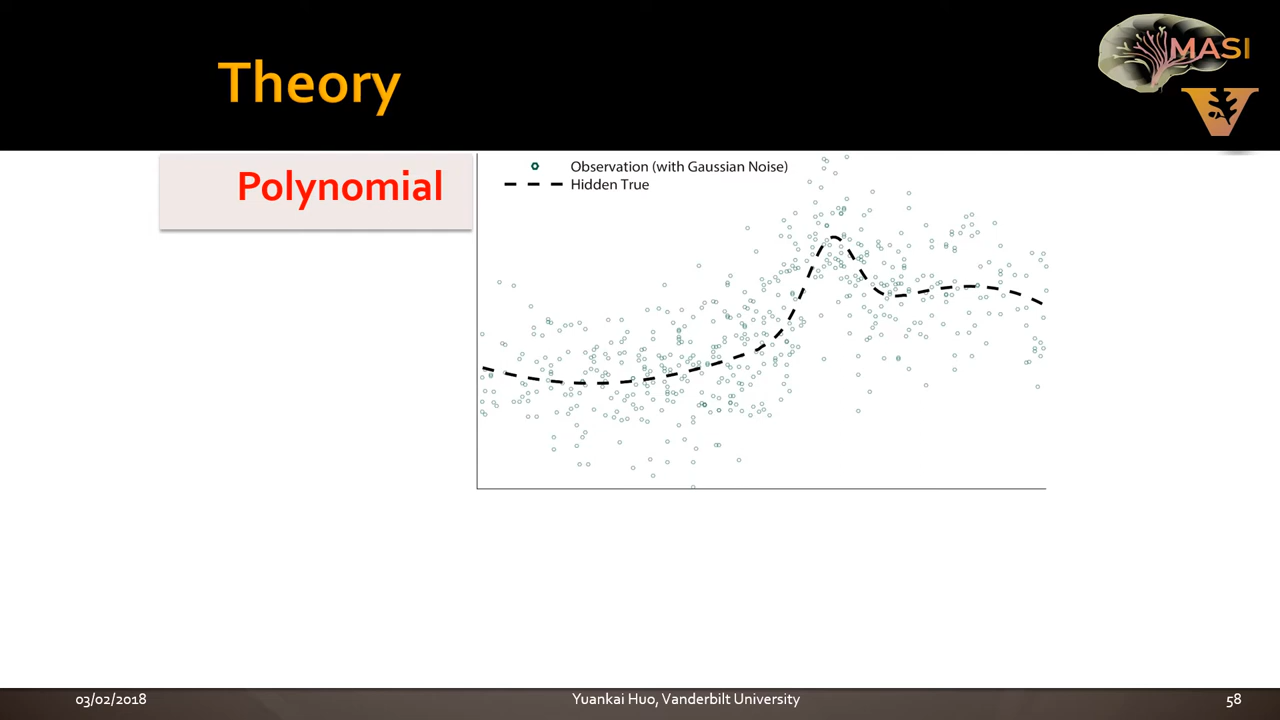 Theory
MASI
V
Polynomial
Observation (with Gaussian Noise)
Hidden True
03/02/2018
Yuankai Huo, Vanderbilt University
58